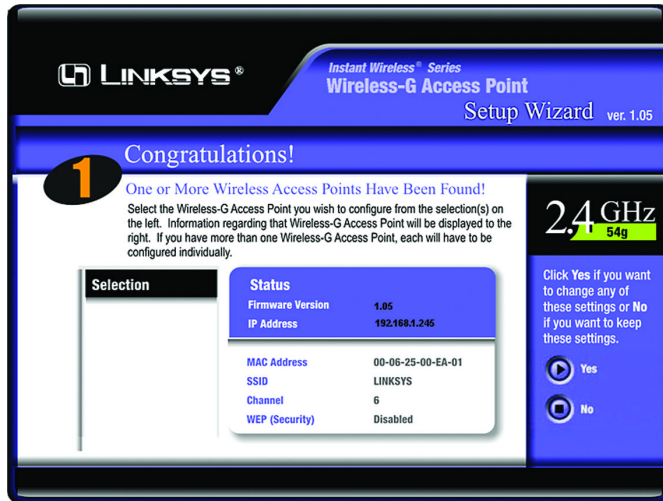 LINKSYS®
Instant Wireless® Series
Wireless-G Access Point
Setup Wizard ver. 1.05
1
Congratulations!
One or More Wireless Access Points Have Been Found!
Select the Wireless-G Access Point you wish to configure from the selection(s) on
the left. Information regarding that Wireless-G Access Point will be displayed to the
right. If you have more than one Wireless-G Access Point, each will have to be
configured individually.
Selection
Status
Firmware Version 1.05
IP Address 192.168.1.245
MAC Address 00-06-25-00-EA-01
SSID LINKSYS
Channel 6
WEP (Security) Disabled
2.4 GHz
54g
Click Yes if you want
to change any of
these settings or No
if you want to keep
these settings.
Yes
No